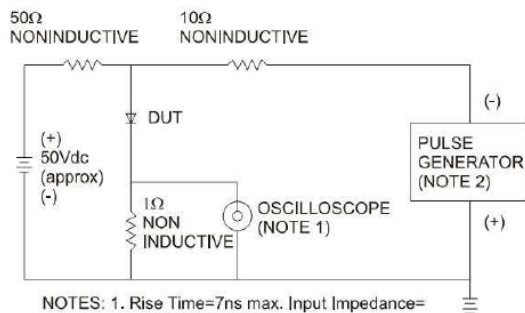 50Ω
NONINDUCTIVE
10Ω
NONINDUCTIVE
DUT
(+)
50Vdc
(approx)
(-)
1Ω
NON
INDUCTIVE
OSCILLOSCOPE
(NOTE 1)
(-)
PULSE
GENERATOR
(NOTE 2)
(+)
NOTES: 1. Rise Time=7ns max. Input Impedance=